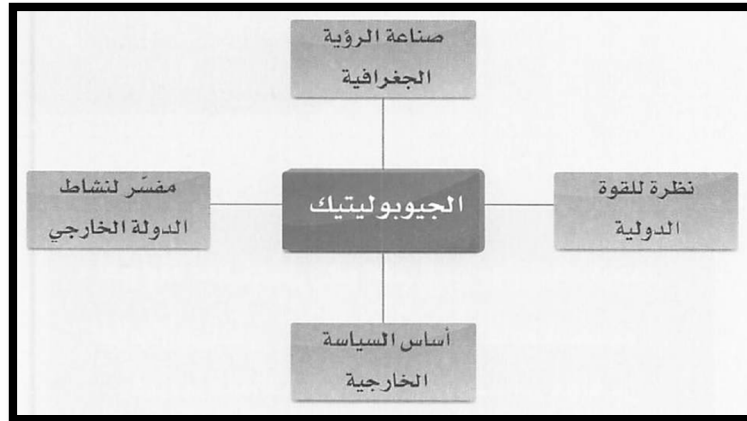 صناعة الرؤية
الجغرافية
نظرة للقوة
الدولية
الجيوبوليتيك
مفسّر لنشاط
الدولة الخارجي
أساس السياسة
الخارجية